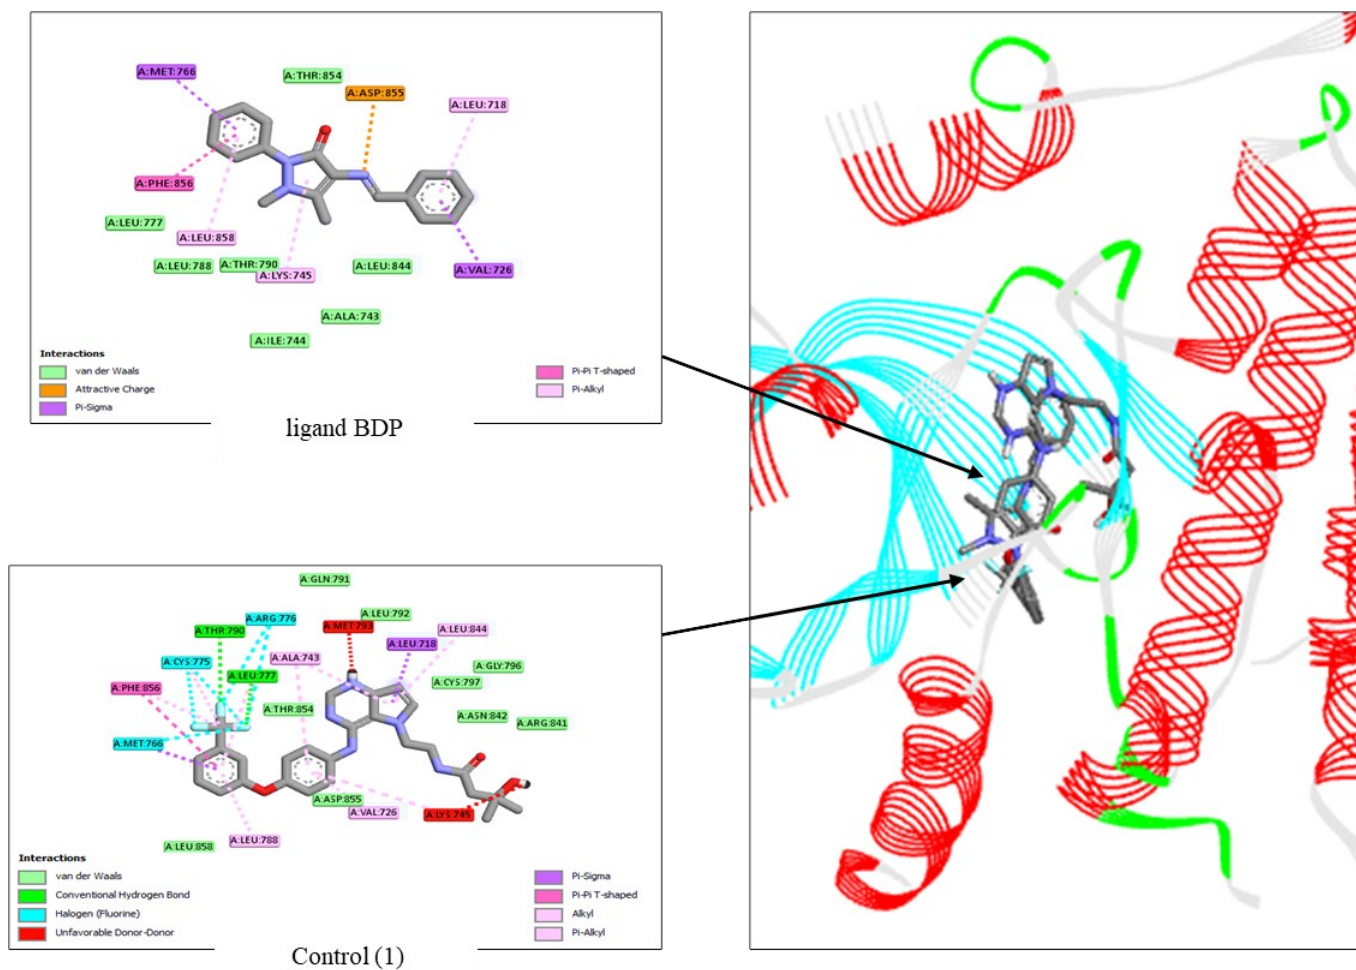 A:MET:766
A:THR:854
A:ASP:855
A:LEU:718
A:PHE:856
A:LEU:777
A:LEU:858
A:LEU:788
A:THR:790
A:LYS:745
A:LEU:844
A:VAL:726
A:ALA:743
A:ILE:744
Interactions
van der Waals
Attractive Charge
Pi-Sigma
Pi-Pi T-shaped
Pi-Alkyl
ligand BDP
A:GLN:791
A:ARG:776
A:LEU:792
A:THR:790
A:MET:793
A:LEU:844
A:LEU:718
A:CYS:775
A:ALA:743
A:GLY:796
A:LEU:777
A:CYS:797
A:PHE:856
A:THR:854
A:ASN:842
A:ARG:841
A:MET:766
A:ASP:855
A:VAL:726
A:LYS:745
A:LEU:858
A:LEU:788
Interactions
van der Waals
Conventional Hydrogen Bond
Halogen (Fluorine)
Unfavorable Donor-Donor
Pi-Sigma
Pi-Pi T-shaped
Alkyl
Pi-Alkyl
Control (1)